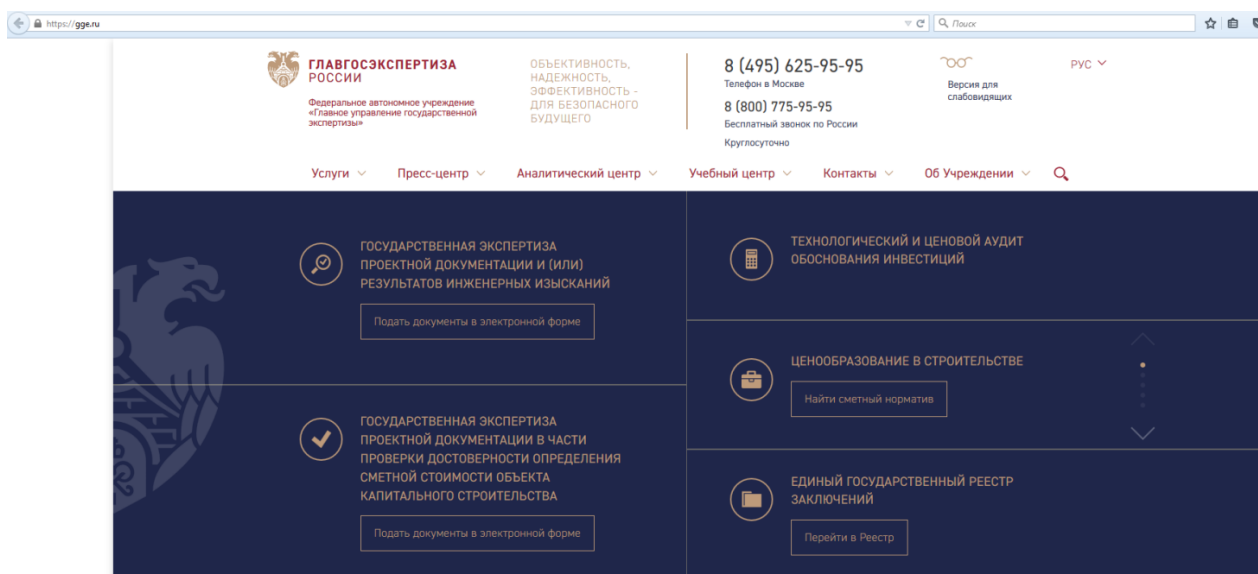 https://gge.ru
Поиск
ГЛАВГОСЭКСПЕРТИЗА
РОССИИ
Федеральное автономное учреждение
«Главное управление государственной
экспертизы»
ОБЪЕКТИВНОСТЬ,
НАДЕЖНОСТЬ,
ЭФФЕКТИВНОСТЬ -
ДЛЯ БЕЗОПАСНОГО
БУДУЩЕГО
8 (495) 625-95-95
Телефон в Москве
8 (800) 775-95-95
Бесплатный звонок по России
Круглосуточно
Версия для
слабовидящих
РУС
Услуги Пресс-центр Аналитический центр Учебный центр Контакты Об Учреждении
ГОСУДАРСТВЕННАЯ ЭКСПЕРТИЗА
ПРОЕКТНОЙ ДОКУМЕНТАЦИИ И (ИЛИ)
РЕЗУЛЬТАТОВ ИНЖЕНЕРНЫХ ИЗЫСКАНИЙ
Подать документы в электронной форме
ГОСУДАРСТВЕННАЯ ЭКСПЕРТИЗА
ПРОЕКТНОЙ ДОКУМЕНТАЦИИ В ЧАСТИ
ПРОВЕРКИ ДОСТОВЕРНОСТИ ОПРЕДЕЛЕНИЯ
СМЕТНОЙ СТОИМОСТИ ОБЪЕКТА
КАПИТАЛЬНОГО СТРОИТЕЛЬСТВА
Подать документы в электронной форме
ТЕХНОЛОГИЧЕСКИЙ И ЦЕНОВОЙ АУДИТ
ОБОСНОВАНИЯ ИНВЕСТИЦИЙ
ЦЕНООБРАЗОВАНИЕ В СТРОИТЕЛЬСТВЕ
Найти сметный норматив
ЕДИНЫЙ ГОСУДАРСТВЕННЫЙ РЕЕСТР
ЗАКЛЮЧЕНИЙ
Перейти в Реестр